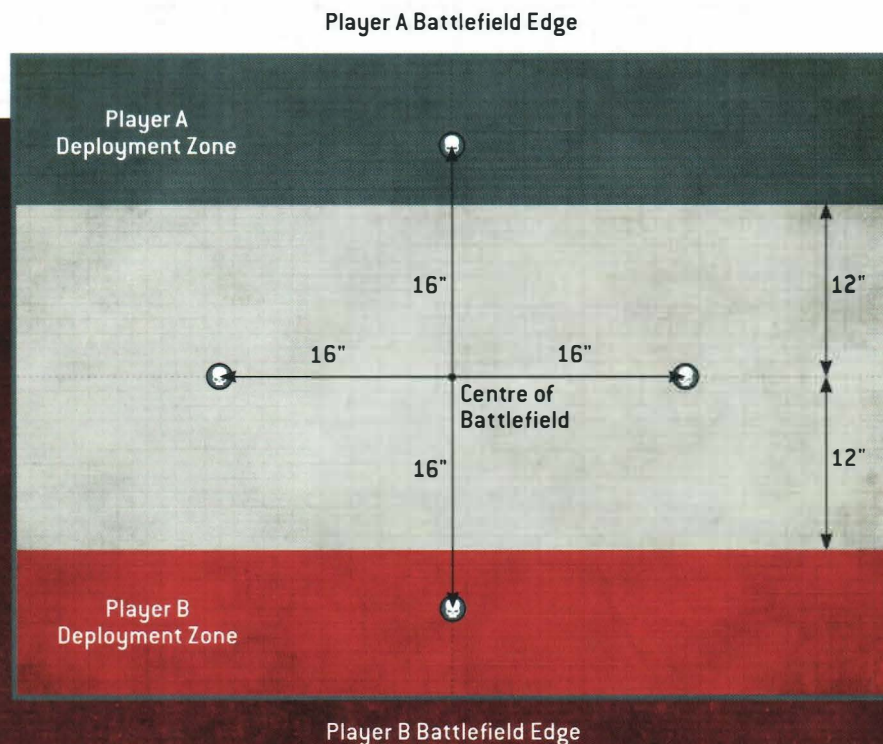 Player A Battlefield Edge
Player A
Deployment Zone
16"
12"
16"
16"
Centre of
Battlefield
16"
12"
Player B
Deployment Zone
Player B Battlefield Edge